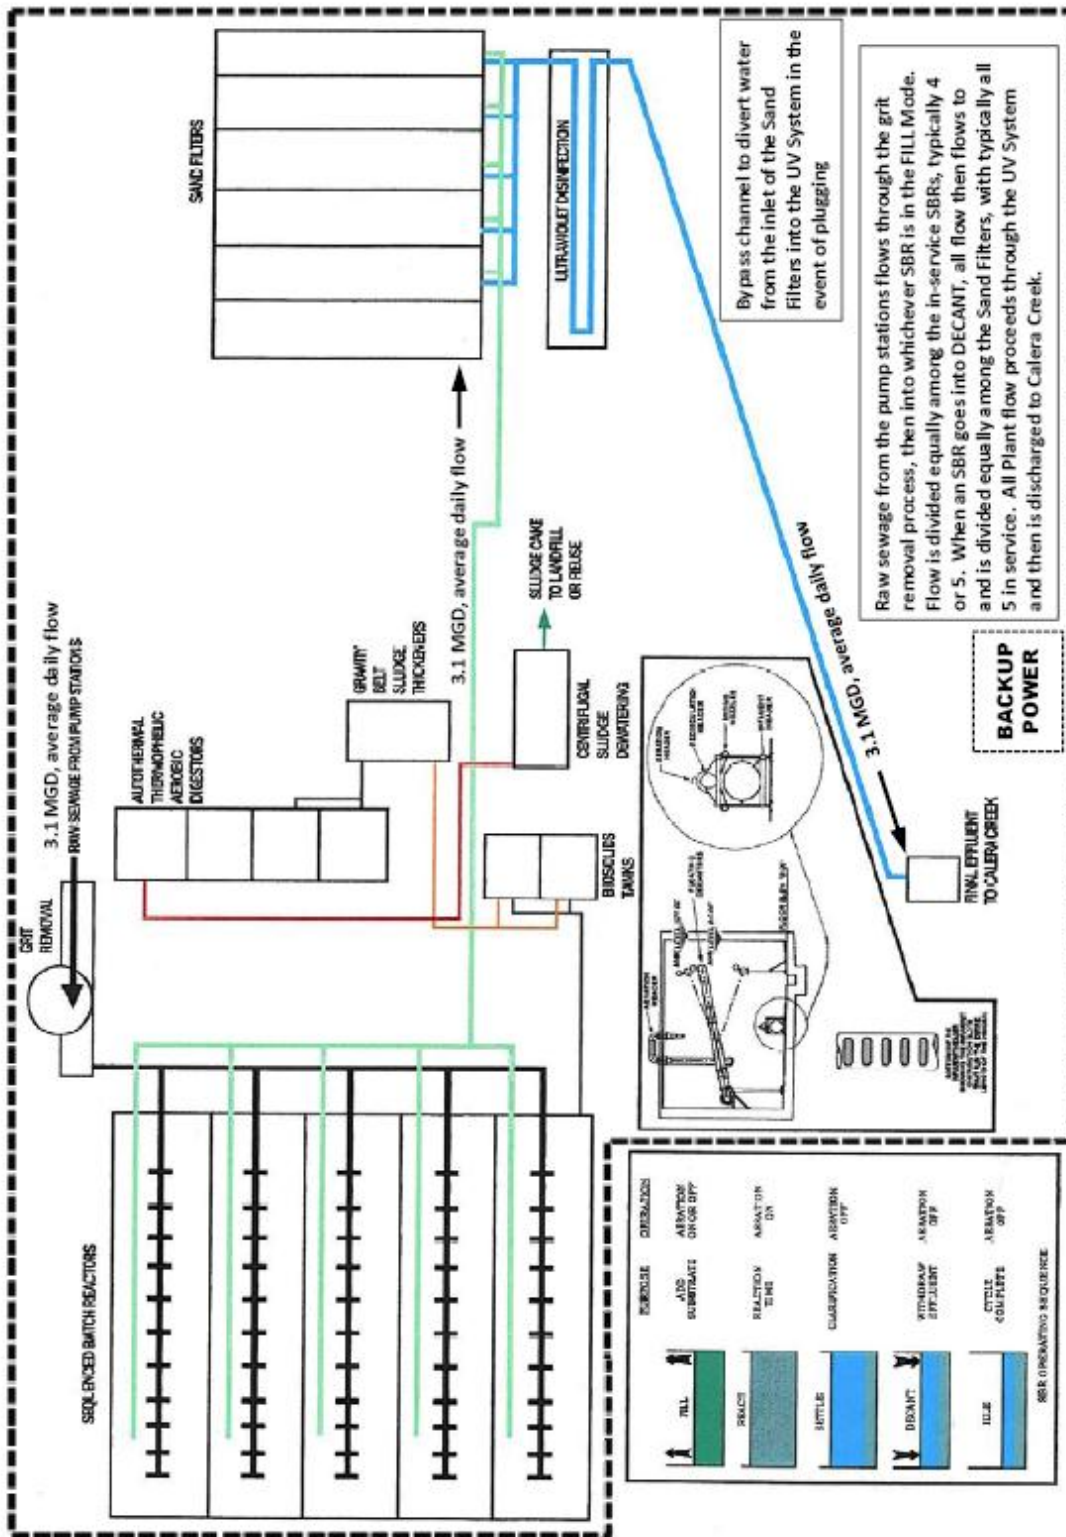 3.1 MGD, average daily flow
RAW SEWAGE FROM PUMP STATIONS
GRIT
REMOVAL
SEQUENCED BATCH REACTORS
AUTOTHERMAL
THERMOPHELIC
AEROBIC
DIGESTORS
GRAVITY
BELT
SLUDGE
THICKENERS
3.1 MGD, average daily flow
SAND FILTERS
BIOSOLIDS
TANKS
CENTRIFUGAL
SLUDGE
DEWATERING
SLUDGE CAKE
TO LANDFILL
OR REUSE
ULTRAVIOLET DISINFECTION
Bypass channel to divert water
from the inlet of the Sand
Filters into the UV System in the
event of plugging
3.1 MGD, average daily flow
FINAL EFFLUENT
TO CALERA CREEK
Raw sewage from the pump stations flows through the grit
removal process, then into whichever SBR is in the FILL Mode.
Flow is divided equally among the in-service SBRs, typically 4
or 5. When an SBR goes into DECANT, all flow then flows to
and is divided equally among the Sand Filters, with typically all
5 in service. All Plant flow proceeds through the UV System
and then is discharged to Calera Creek.
BACKUP
POWER
AERATION
HEADER
FLOATING
RECIRCULATION
HEADER
INFLUENT
HEADER
PURPOSE
OPERATION
FILL
ADD
SUBSTRATE
AERATION
ON OR OFF
REACT
REACTION
TIME
AERATION
ON
SETTLE
CLARIFICATION
AERATION
OFF
DECANT
WITHDRAW
EFFLUENT
AERATION
OFF
IDLE
CYCLE
COMPLETE
AERATION
OFF
SBR OPERATING SEQUENCE